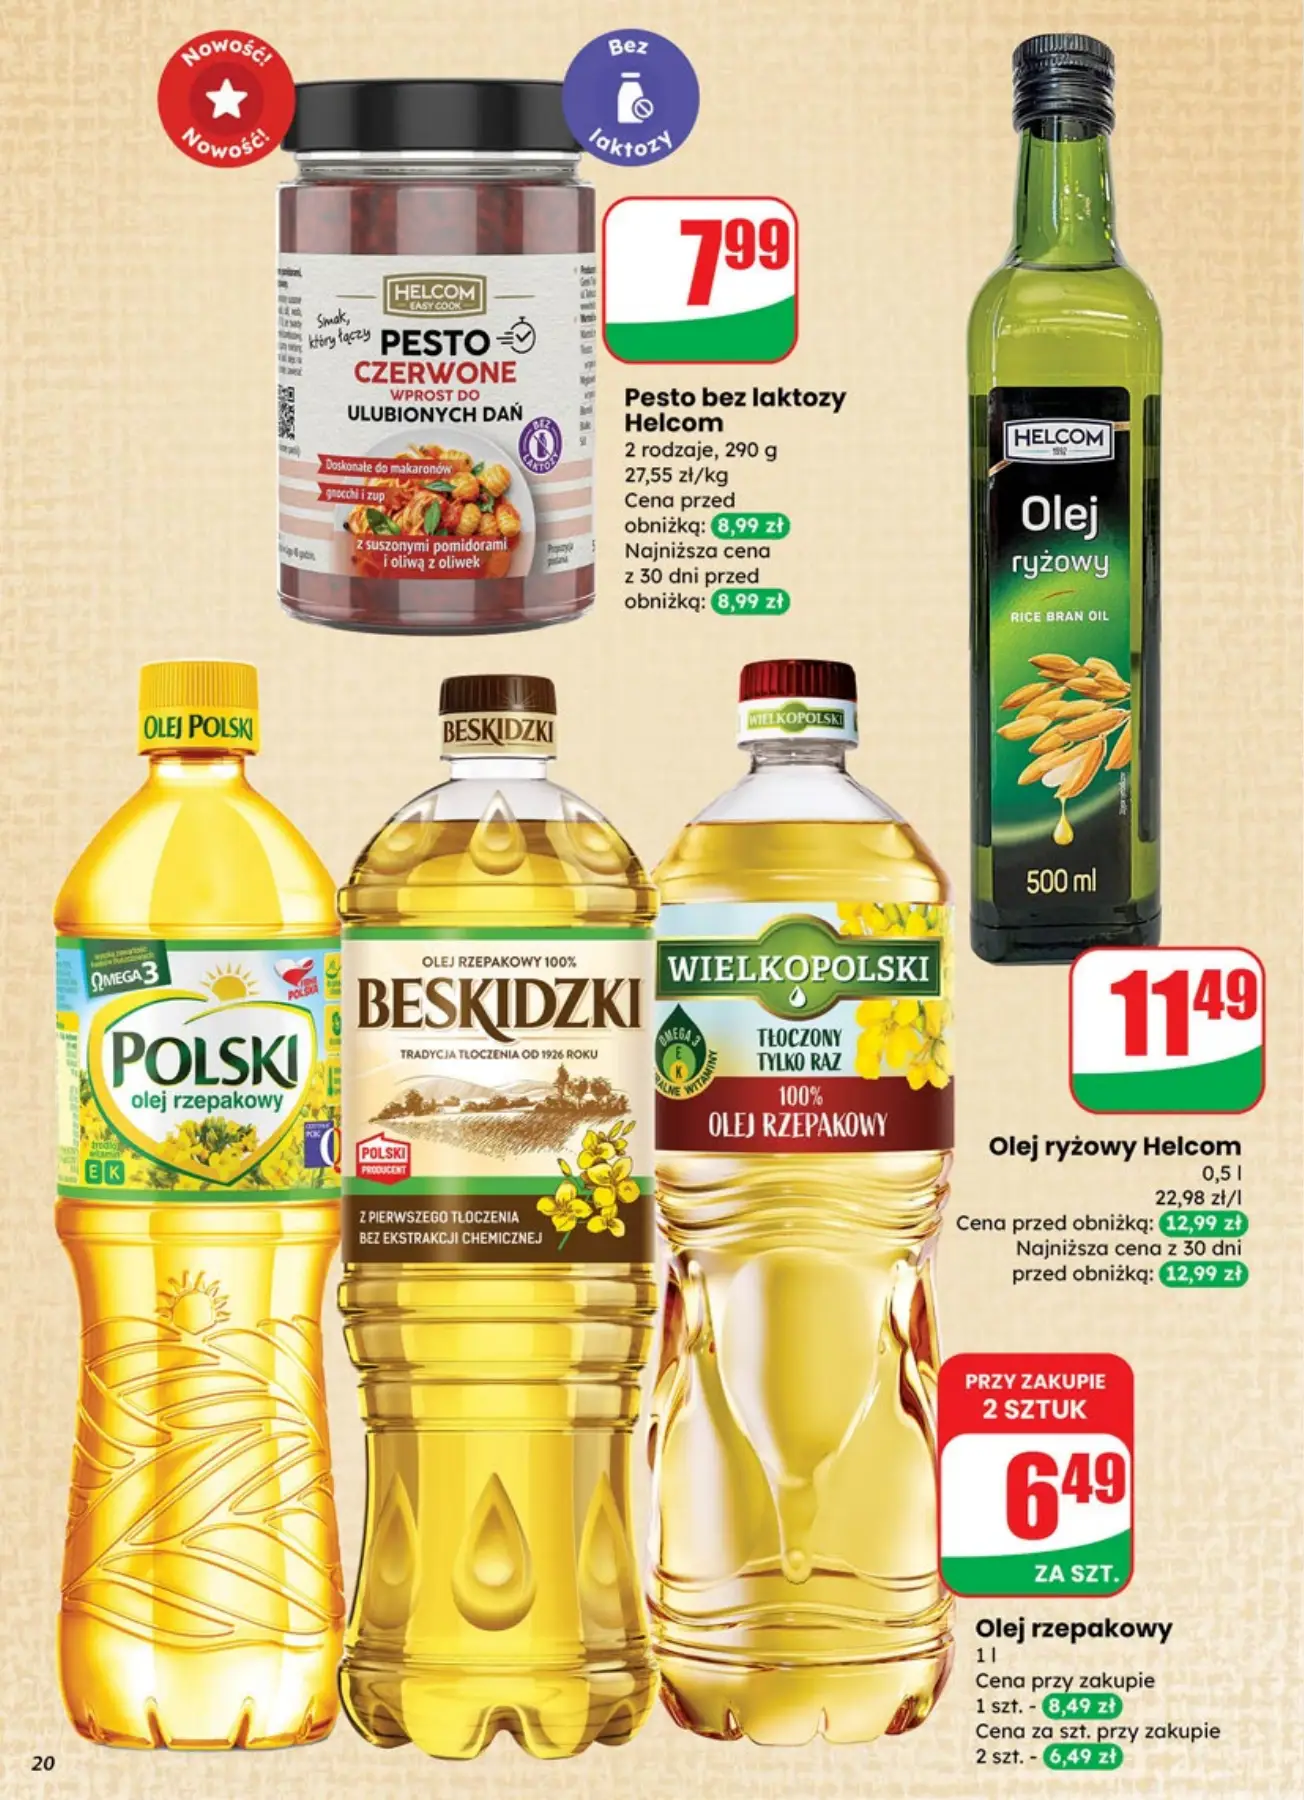 Nowość!
Nowość!
Bez
laktozy
HELCOM
EASY COOK
Smak,
który łączy
PESTO
CZERWONE
WPROST DO
ULUBIONYCH DAŃ
BEZ
LAKTOZY
Doskonałe do makaronów
gnocchi i zup
z suszonymi pomidorami
i oliwą z oliwek
Propozycja
podania
7 99
Pesto bez laktozy
Helcom
2 rodzaje, 290 g
27,55 zł/kg
Cena przed
obniżką: 8,99 zł
Najniższa cena
z 30 dni przed
obniżką: 8,99 zł
HELCOM
1992
Olej
ryżowy
RICE BRAN OIL
500 ml
11 49
Olej ryżowy Helcom
0,5 l
22,98 zł/l
Cena przed obniżką: 12,99 zł
Najniższa cena z 30 dni
przed obniżką: 12,99 zł
OLEJ POLSKI
OMEGA 3
POLSKI
olej rzepakowy
źródło
witamin
E K
BESKIDZKI
OLEJ RZEPAKOWY 100%
BESKIDZKI
TRADYCJA TŁOCZENIA OD 1926 ROKU
POLSKI
PRODUCENT
Z PIERWSZEGO TŁOCZENIA
BEZ EKSTRAKCJI CHEMICZNEJ
WIELKOPOLSKI
WIELKOPOLSKI
OMEGA 3
E
K
TŁOCZONY
TYLKO RAZ
100%
OLEJ RZEPAKOWY
PRZY ZAKUPIE
2 SZTUK
6 49
ZA SZT.
Olej rzepakowy
1 l
Cena przy zakupie
1 szt. - 8,49 zł
Cena za szt. przy zakupie
2 szt. - 6,49 zł
20